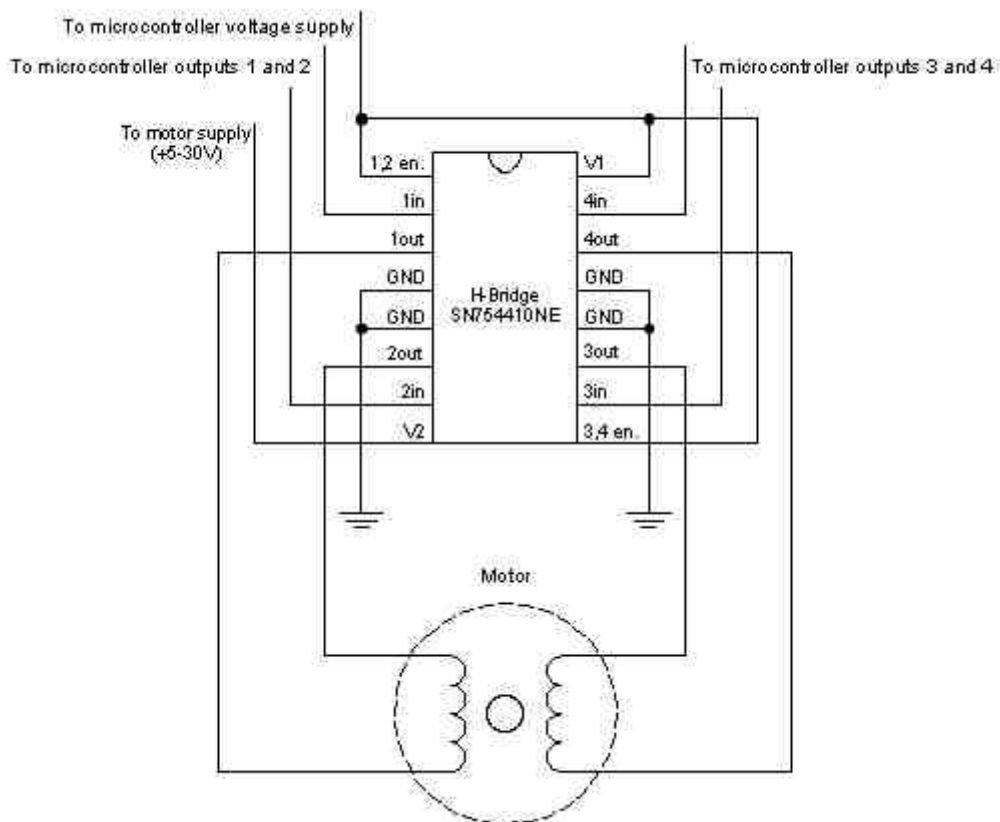 To microcontroller voltage supply
To microcontroller outputs 1 and 2
To microcontroller outputs 3 and 4
To motor supply
(+5-30V)
1,2 en.
V1
1in
4in
1out
4out
GND
GND
H-Bridge
SN754410NE
GND
GND
2out
3out
2in
3in
V2
3,4 en.
Motor